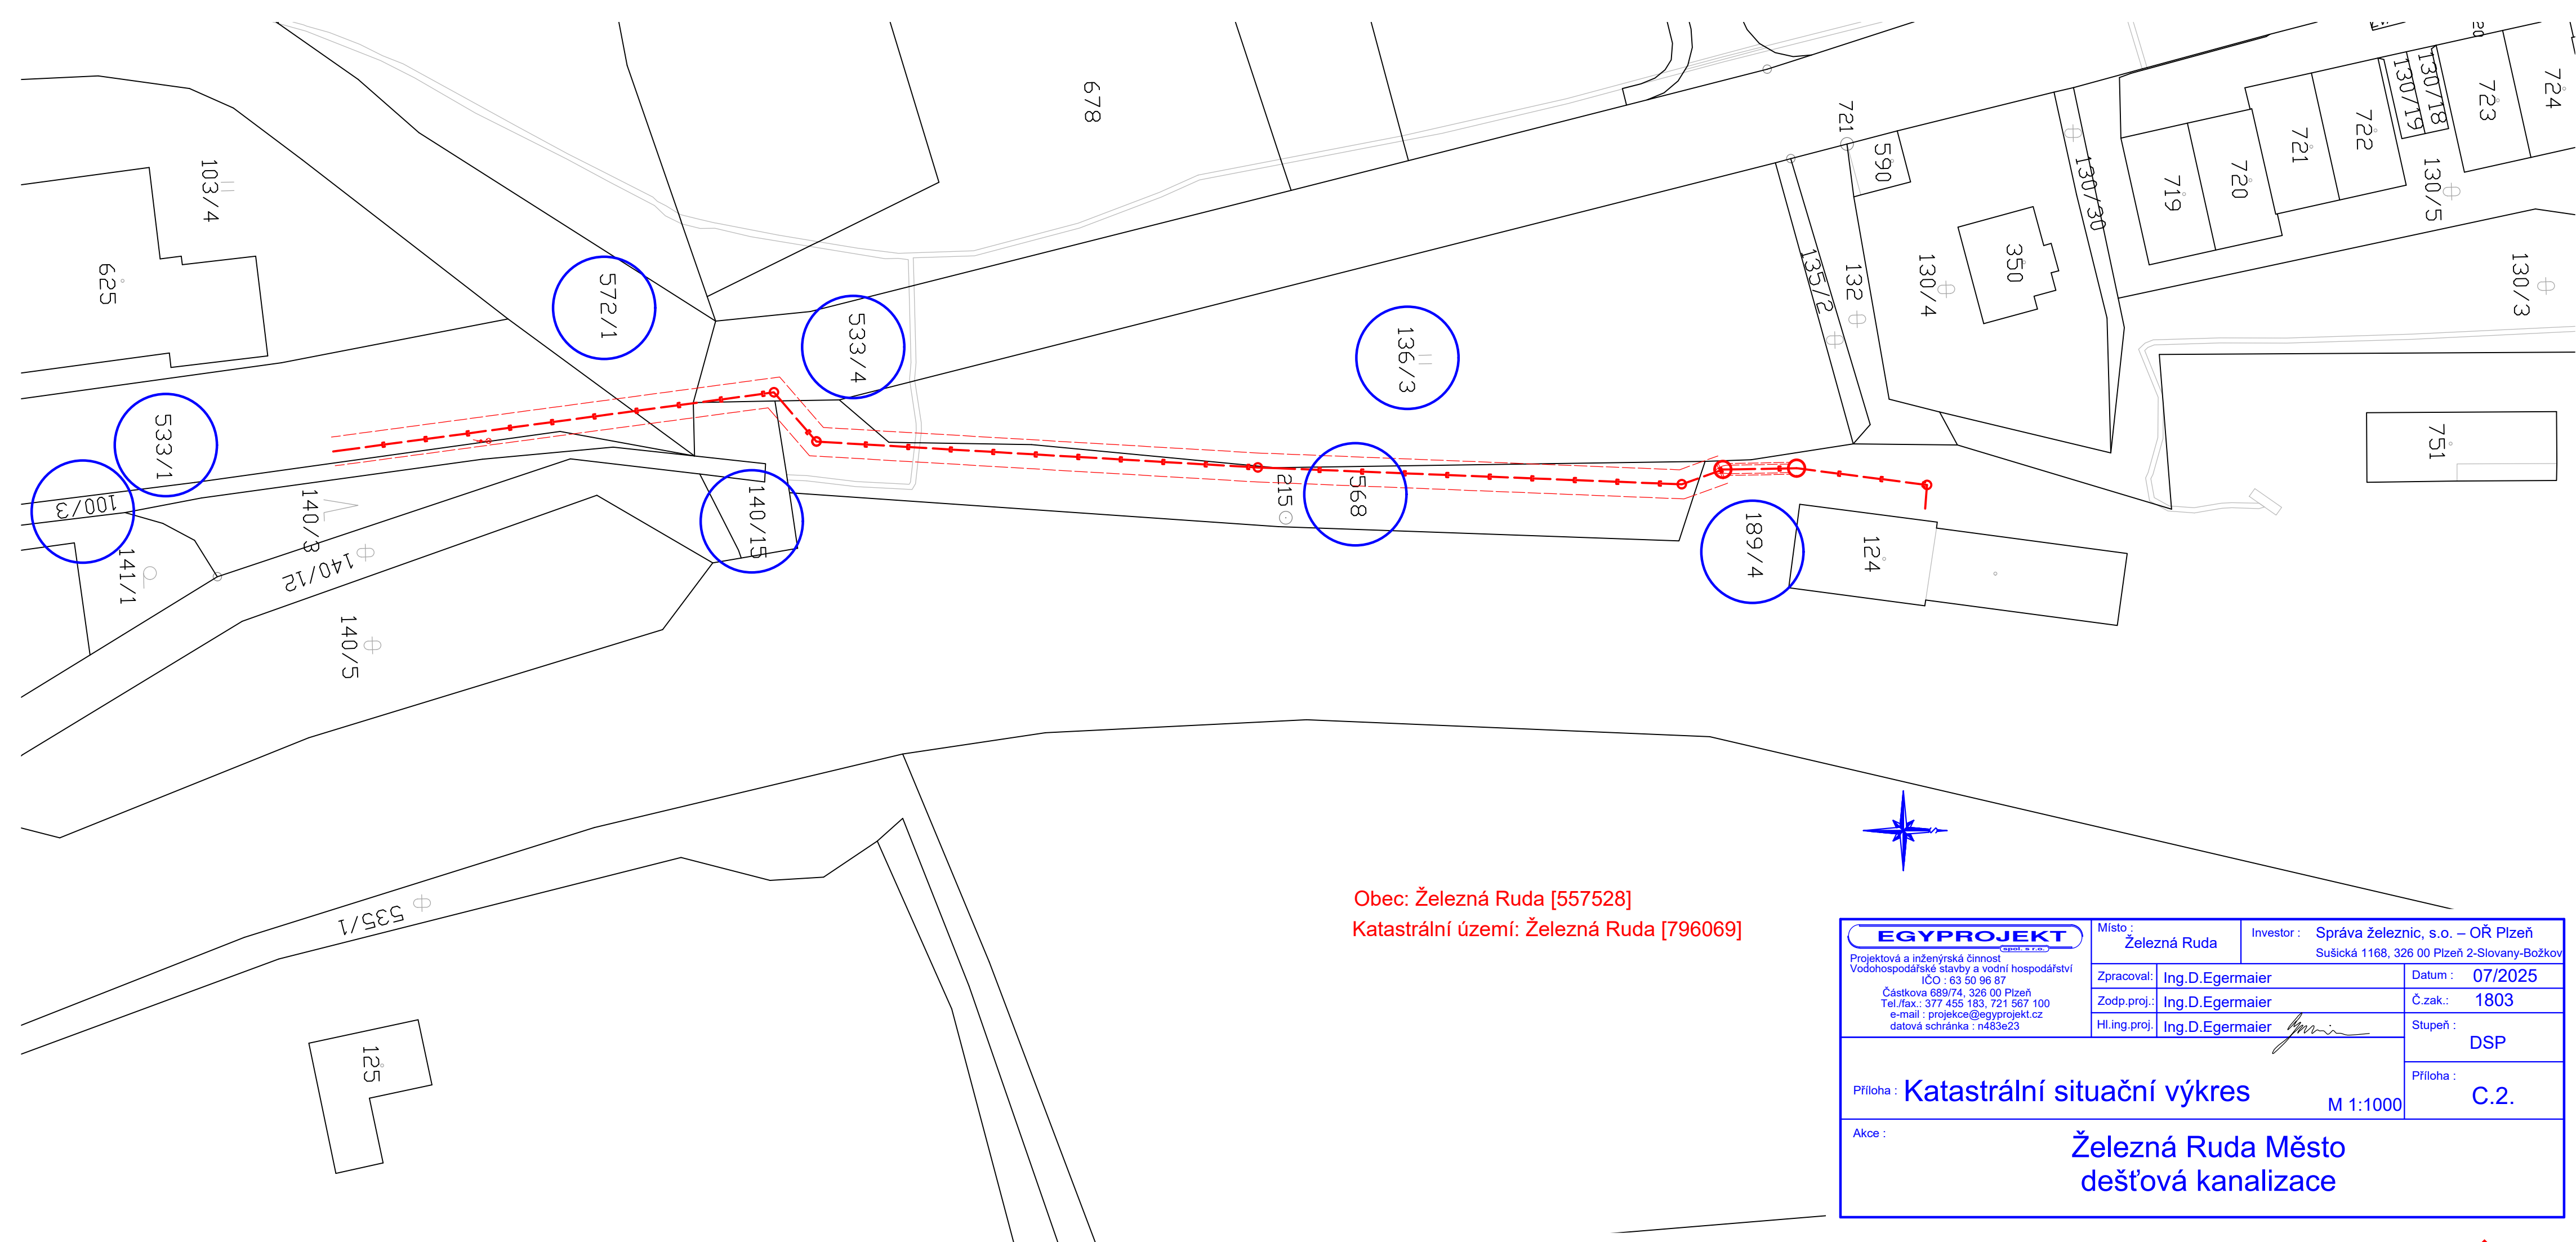 678
103/4
625
572/1
533/4
136/3
533/1
100/3
140/3
141/1
140/12
140/5
140/15
215
568
189/4
124
721
590
135/2
132
130/4
350
130/30
719
720
721
722
130/19
130/18
723
724
130/5
130/3
751
535/1
125
Obec: Železná Ruda [557528]
Katastrální území: Železná Ruda [796069]
EGYPROJEKT
spol. s r.o.
Projektová a inženýrská činnost
Vodohospodářské stavby a vodní hospodářství
IČO : 63 50 96 87
Částkova 689/74, 326 00 Plzeň
Tel./fax.: 377 455 183, 721 567 100
e-mail : projekce@egyprojekt.cz
datová schránka : n483e23
Místo :
Železná Ruda
Investor : Správa železnic, s.o. – OŘ Plzeň
Sušická 1168, 326 00 Plzeň 2-Slovany-Božkov
Zpracoval: Ing.D.Egermaier
Datum : 07/2025
Zodp.proj.: Ing.D.Egermaier
Č.zak.: 1803
Hl.ing.proj. Ing.D.Egermaier
Stupeň :
DSP
Příloha : Katastrální situační výkres
M 1:1000
Příloha :
C.2.
Akce :
Železná Ruda Město
dešťová kanalizace